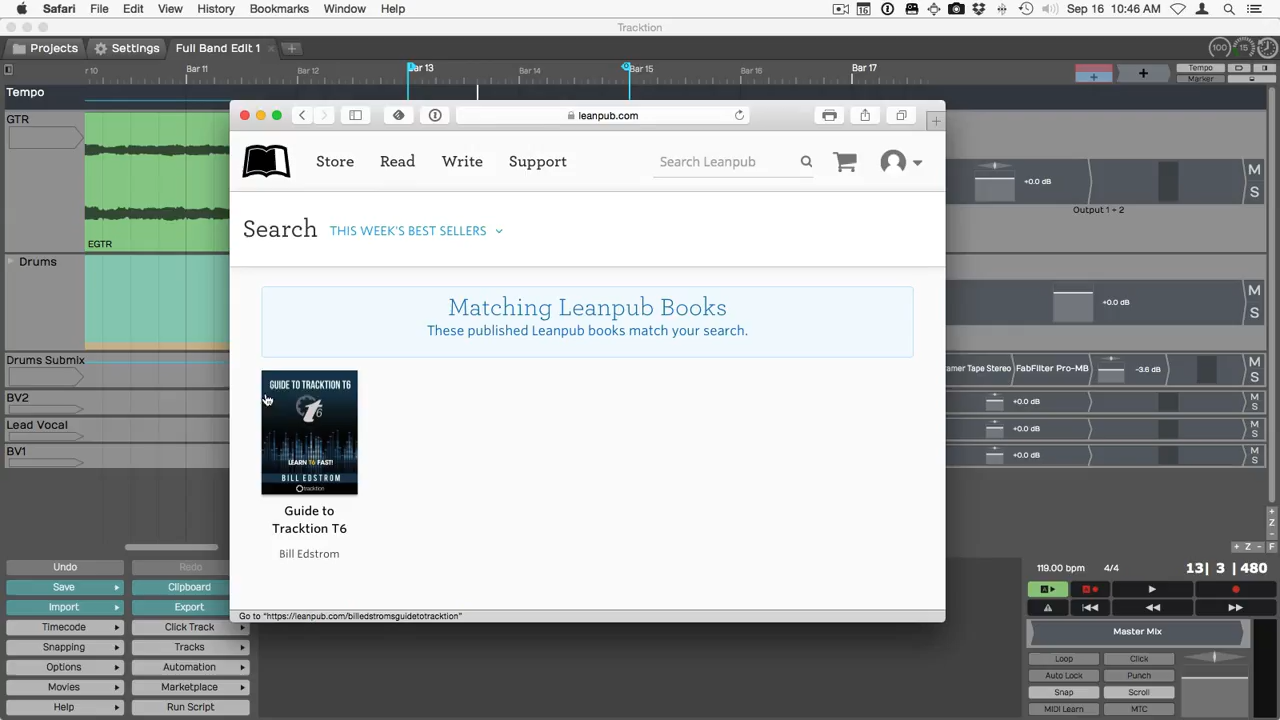 Safari File Edit View History Bookmarks Window Help 16 Sep 16 10:46 AM
Tracktion
Projects Settings Full Band Edit 1 100 15
r 10 Bar 11 Bar 12 Bar 13 Bar 14 Bar 15 Bar 16 Bar 17 Tempo
Marker
Tempo
GTR
EGTR
Drums
Drums Submix
BV2
Lead Vocal
BV1
leanpub.com
Store Read Write Support Search Leanpub
Search THIS WEEK'S BEST SELLERS
Matching Leanpub Books
These published Leanpub books match your search.
GUIDE TO TRACKTION T6
LEARN T6 FAST!
BILL EDSTROM
tracktion
Guide to
Tracktion T6
Bill Edstrom
Go to "https://leanpub.com/billedstromsguidetotracktion"
+0.0 dB M
S
Output 1 + 2
+0.0 dB M
S
amer Tape Stereo FabFilter Pro-MB -3.6 dB M
S
+0.0 dB M
S
+0.0 dB M
S
+0.0 dB M
S
+ Z - F
Undo Redo
Save Clipboard
Import Export
Timecode Click Track
Snapping Tracks
Options Automation
Movies Marketplace
Help Run Script
119.00 bpm 4/4 13| 3 | 480
Master Mix
Loop Click
Auto Lock Punch
Snap Scroll
MIDI Learn MTC